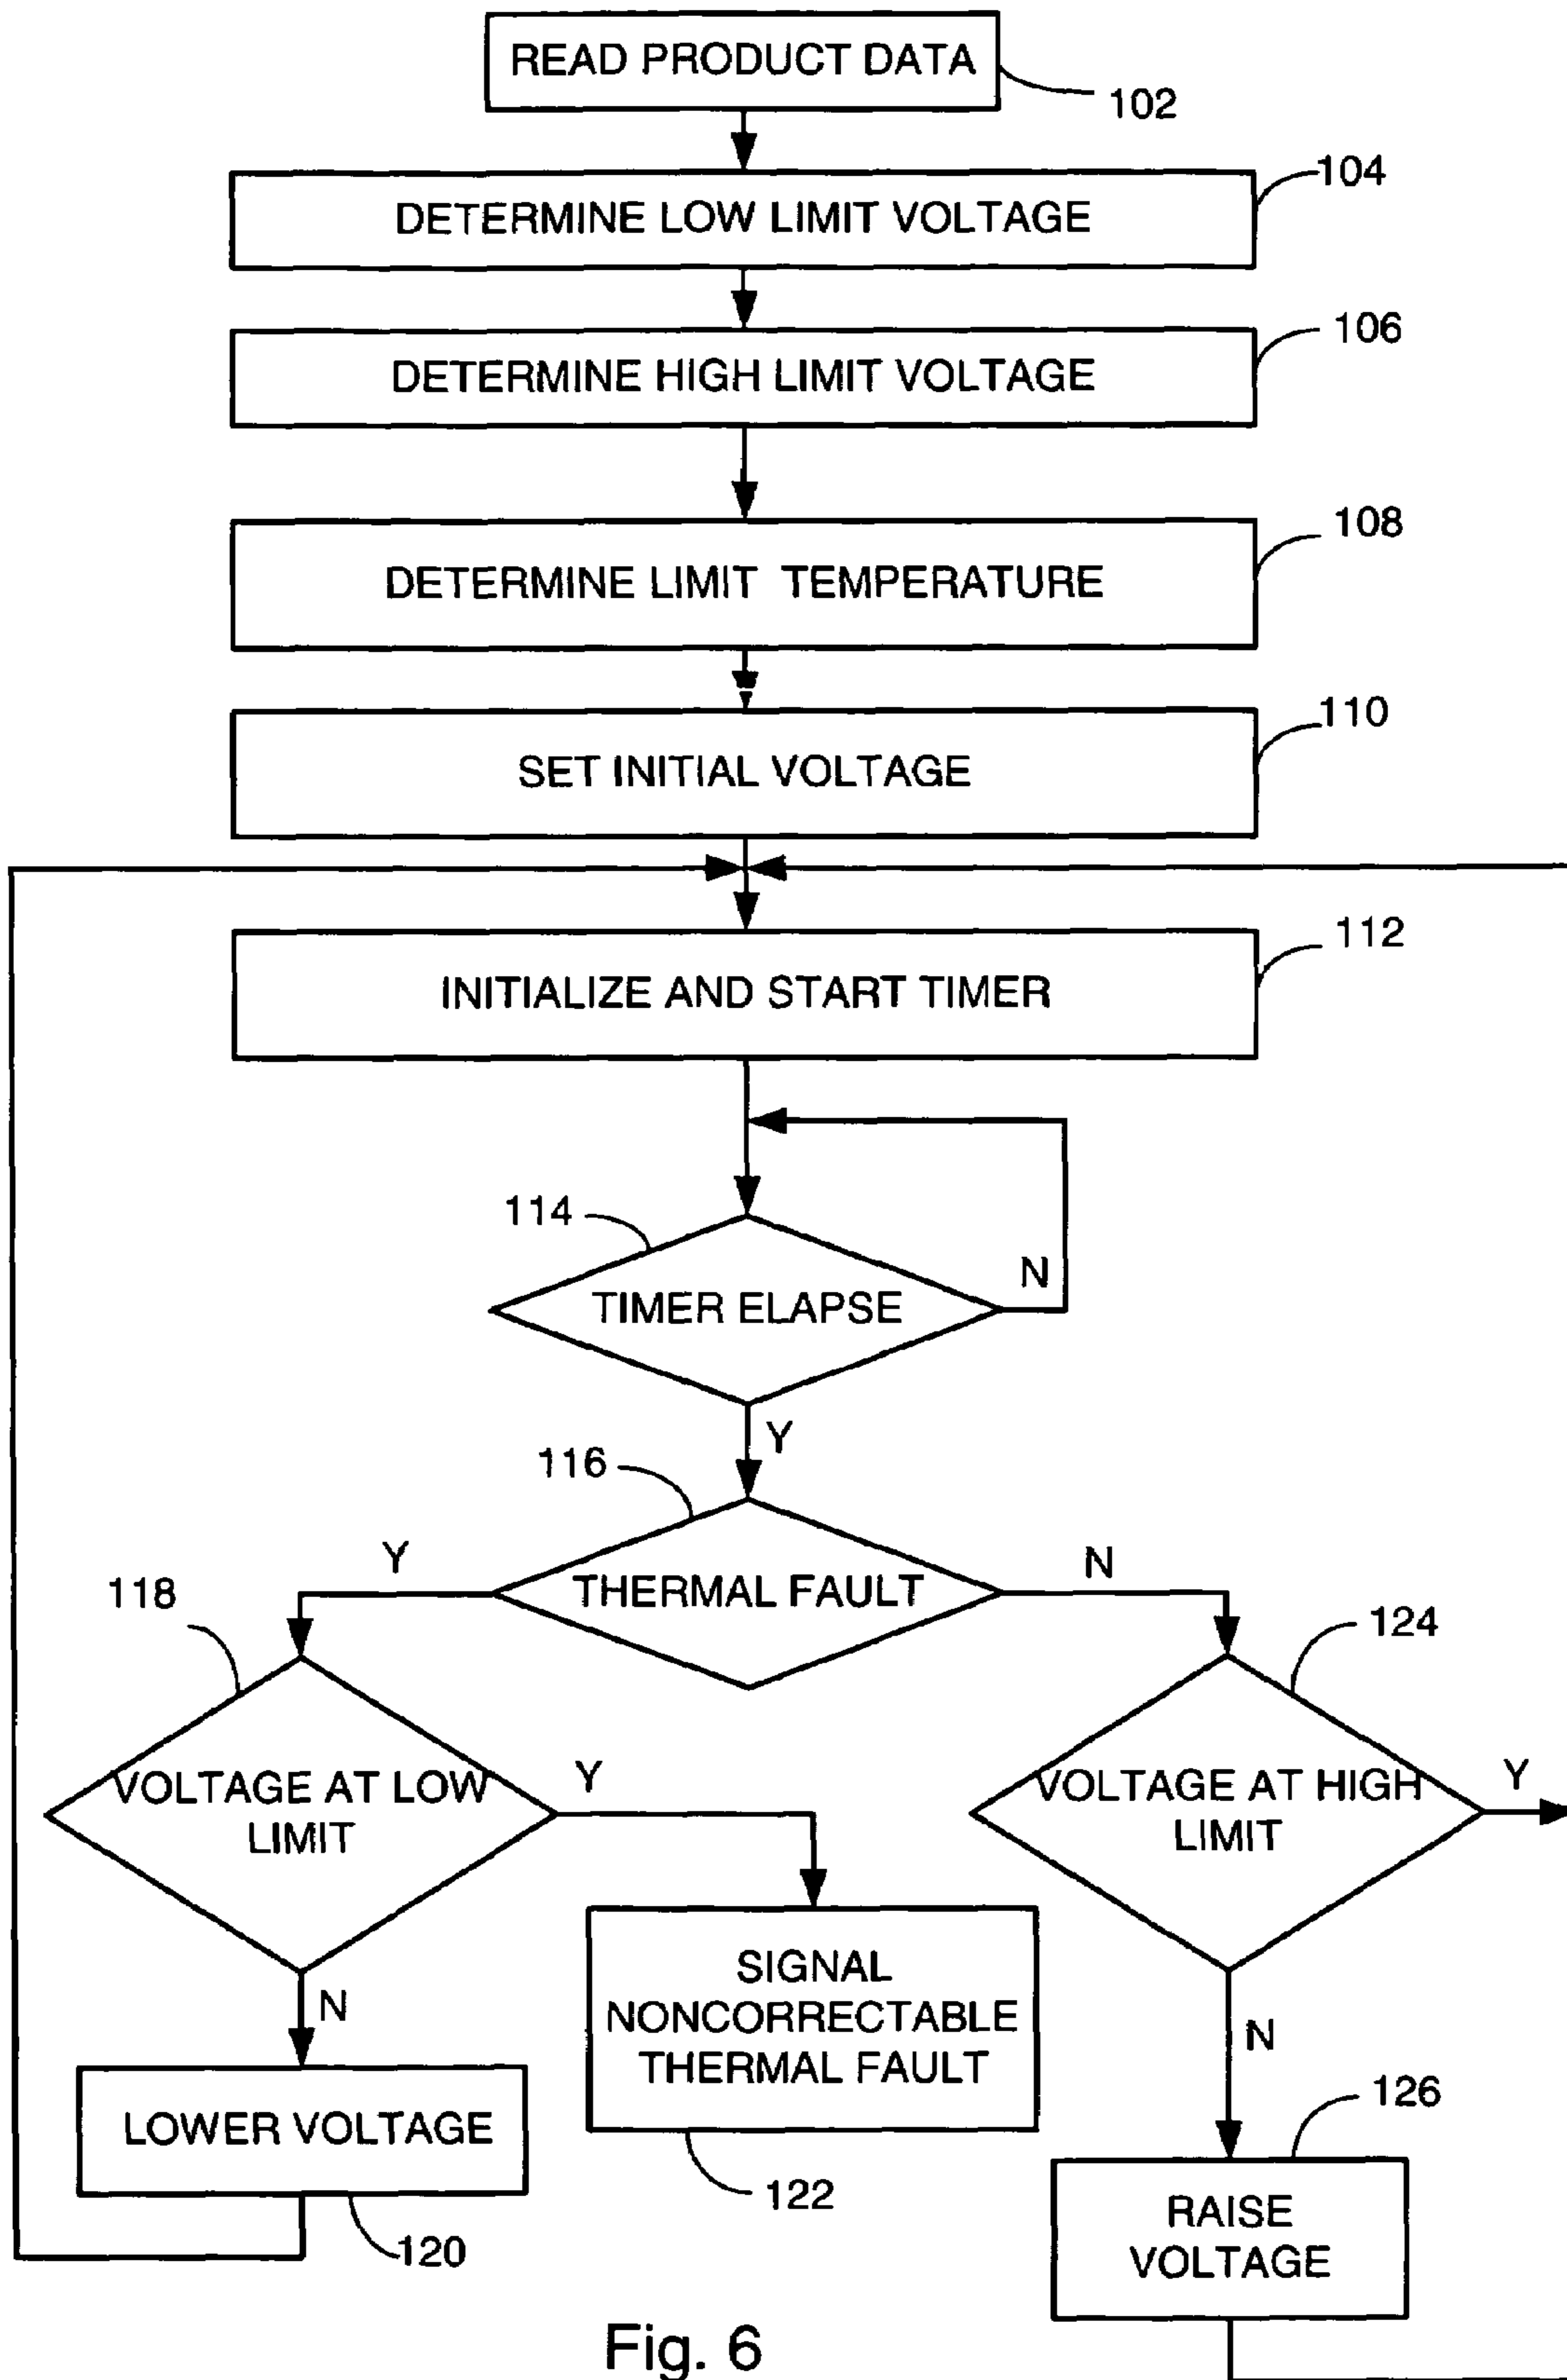 READ PRODUCT DATA
102
104
DETERMINE LOW LIMIT VOLTAGE
106
DETERMINE HIGH LIMIT VOLTAGE
108
DETERMINE LIMIT TEMPERATURE
110
SET INITIAL VOLTAGE
112
INITIALIZE AND START TIMER
114
N
TIMER ELAPSE
Y
116
Y
N
THERMAL FAULT
118
124
VOLTAGE AT LOW
LIMIT
Y
VOLTAGE AT HIGH
LIMIT
Y
SIGNAL
NONCORRECTABLE
THERMAL FAULT
N
N
LOWER VOLTAGE
126
122
120
RAISE
VOLTAGE
Fig. 6